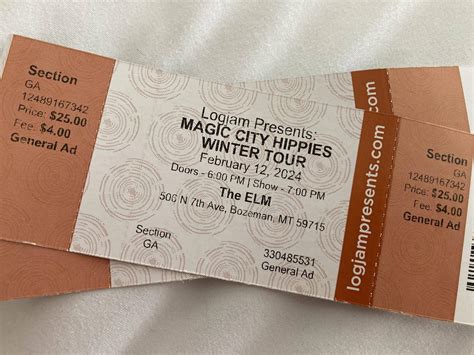 Section
GA
12489167342
Price: $25.00
Fee: $4.00
General Ad
Logjam Presents:
MAGIC CITY HIPPIES
WINTER TOUR
February 12, 2024
Doors - 6:00 PM | Show - 7:00 PM
The ELM
506 N 7th Ave, Bozeman, MT 59715
Section
GA
330485531
General Ad
logjampresents.com
Section
GA
12489167342
Price: $25.00
Fee: $4.00
General Ad